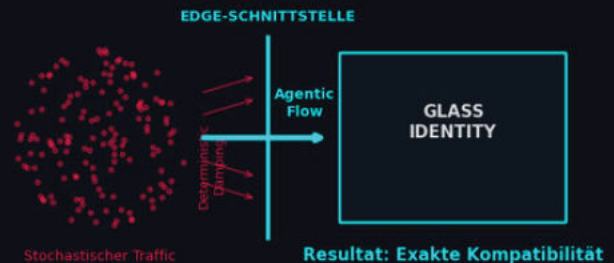 EDGE-SCHNITTSTELLE
Agentic
Flow
GLASS
IDENTITY
Deterministic
Damping
Stochastischer Traffic
Resultat: Exakte Kompatibilität